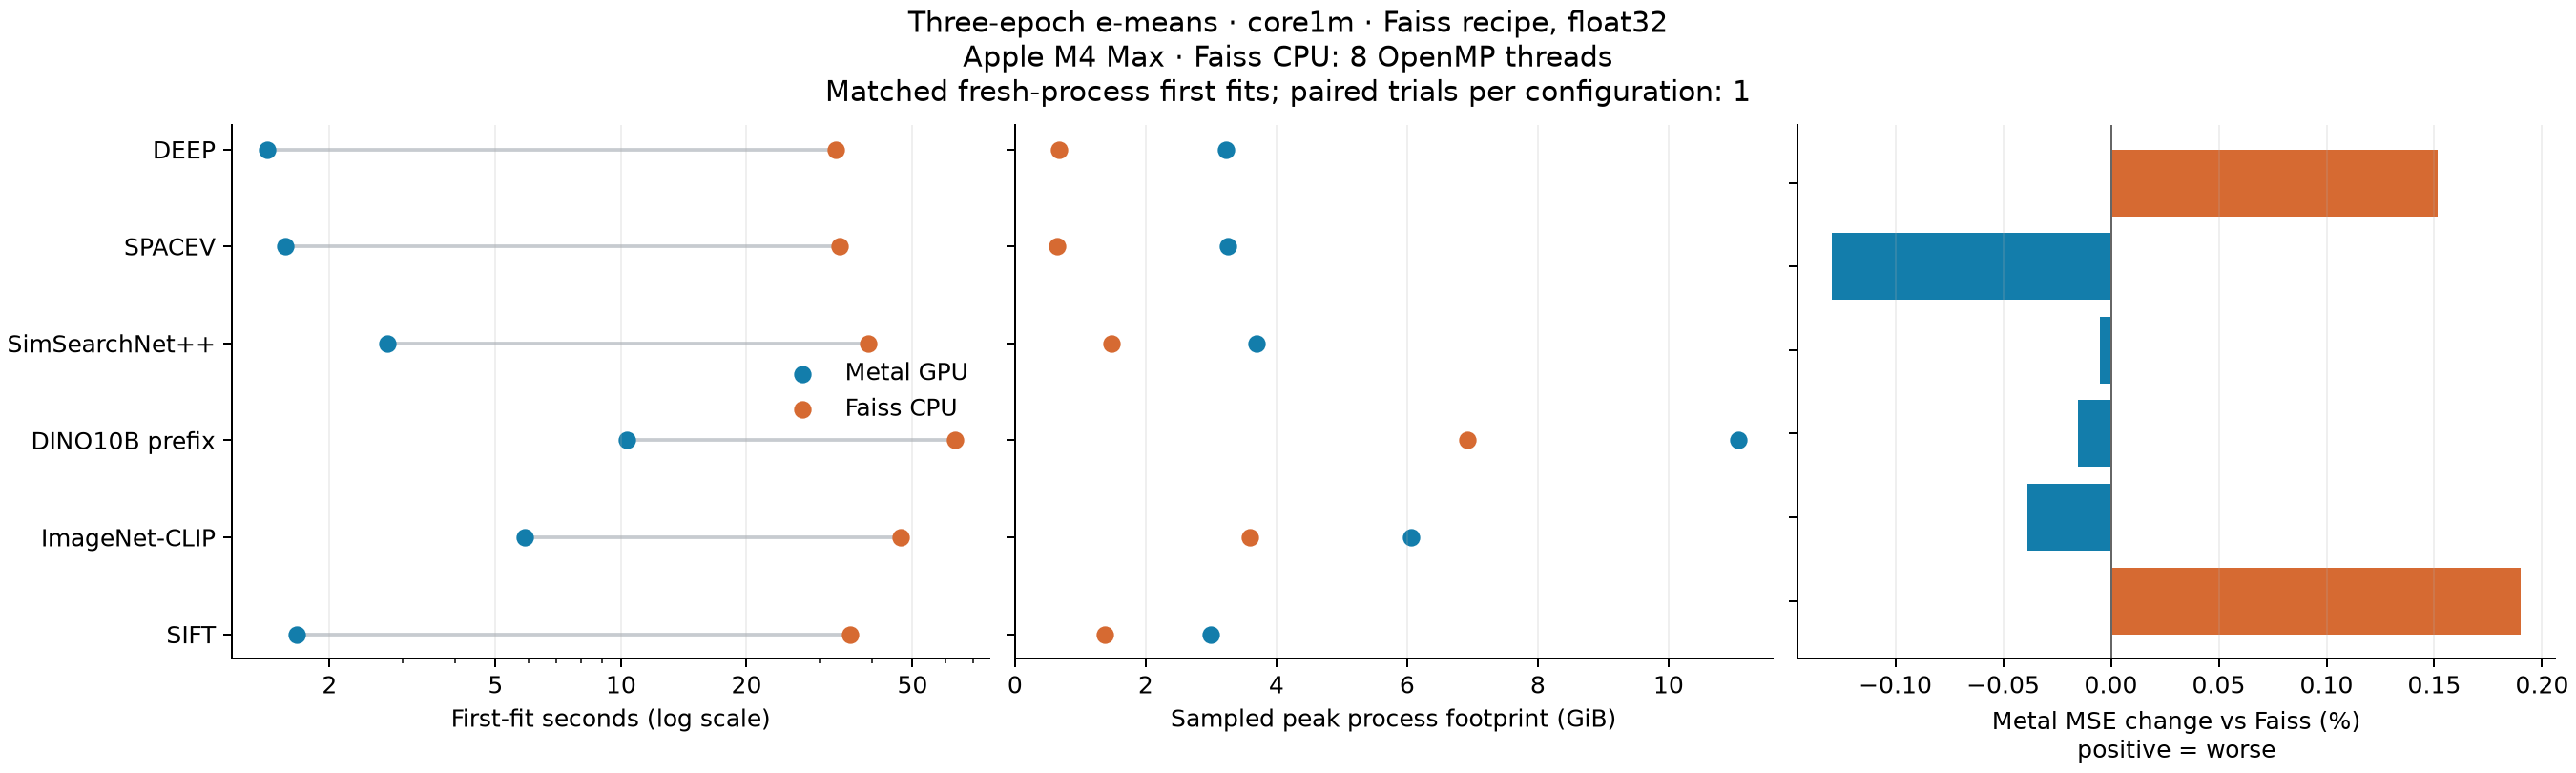 Three-epoch e-means · core1m · Faiss recipe, float32
Apple M4 Max · Faiss CPU: 8 OpenMP threads
Matched fresh-process first fits; paired trials per configuration: 1
DEEP
SPACEV
SimSearchNet++
DINO10B prefix
ImageNet-CLIP
SIFT
Metal GPU
Faiss CPU
2 5 10 20 50
First-fit seconds (log scale)
0 2 4 6 8 10
Sampled peak process footprint (GiB)
−0.10 −0.05 0.00 0.05 0.10 0.15 0.20
Metal MSE change vs Faiss (%)
positive = worse